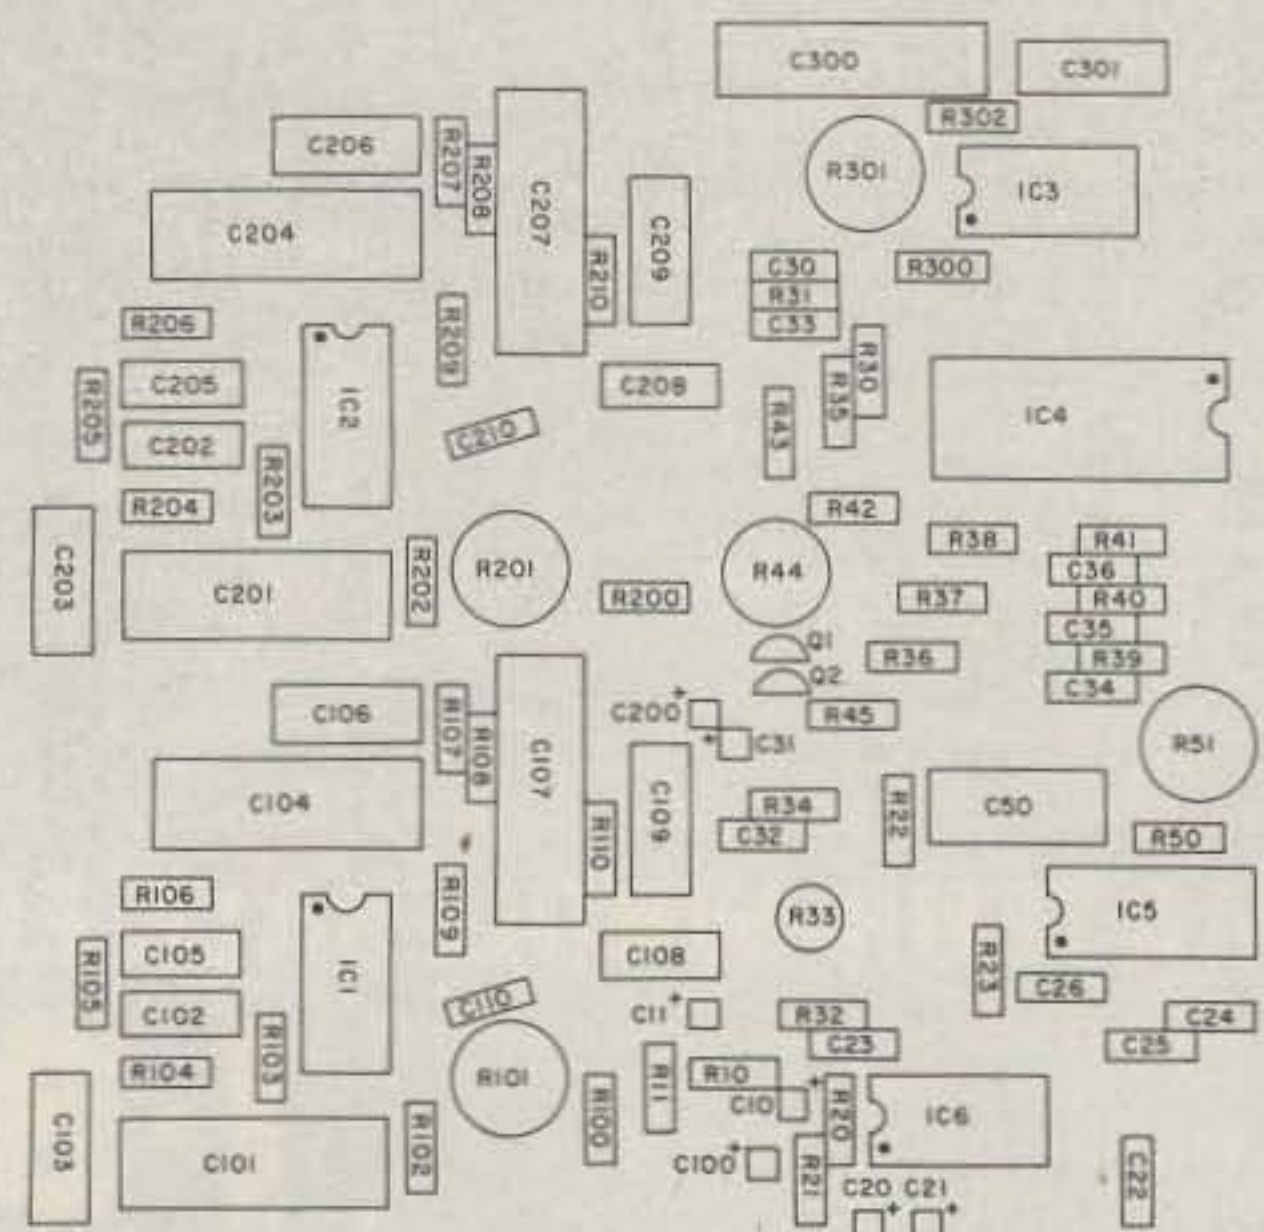 C300
C301
R302
C206
R207
R208
C207
R301
IC3
C204
C209
R210
C30
R300
R31
C33
R206
R209
IC2
R30
R35
C205
C208
R205
R43
IC4
C202
C210
R203
R204
R42
R38
R41
C203
C36
R201
R44
R202
C201
R200
R37
R40
C35
Q1
R36
R39
Q2
C34
C106
R107
C200
+
R45
R108
C107
+
C31
R51
C104
C109
R34
R22
C50
C32
R50
R110
R106
R109
R33
IC5
C105
C108
R105
IC1
R23
C26
C102
C110
C11
+
R32
C24
R103
C23
C25
R104
R101
R11
R10
+
C10
R20
IC6
R100
C103
R102
C101
C100
+
R21
C22
C20
C21
+
+